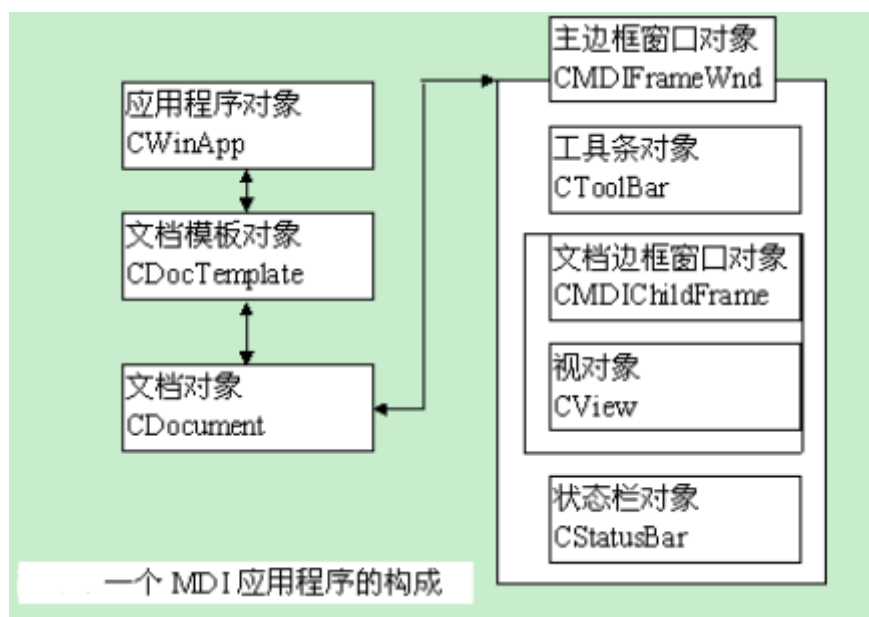 应用程序对象
CWinApp
文档模板对象
CDocTemplate
文档对象
CDocument
主边框窗口对象
CMDIFrameWnd
工具条对象
CToolBar
文档边框窗口对象
CMDIChildFrame
视对象
CView
状态栏对象
CStatusBar
一个 MDI 应用程序的构成